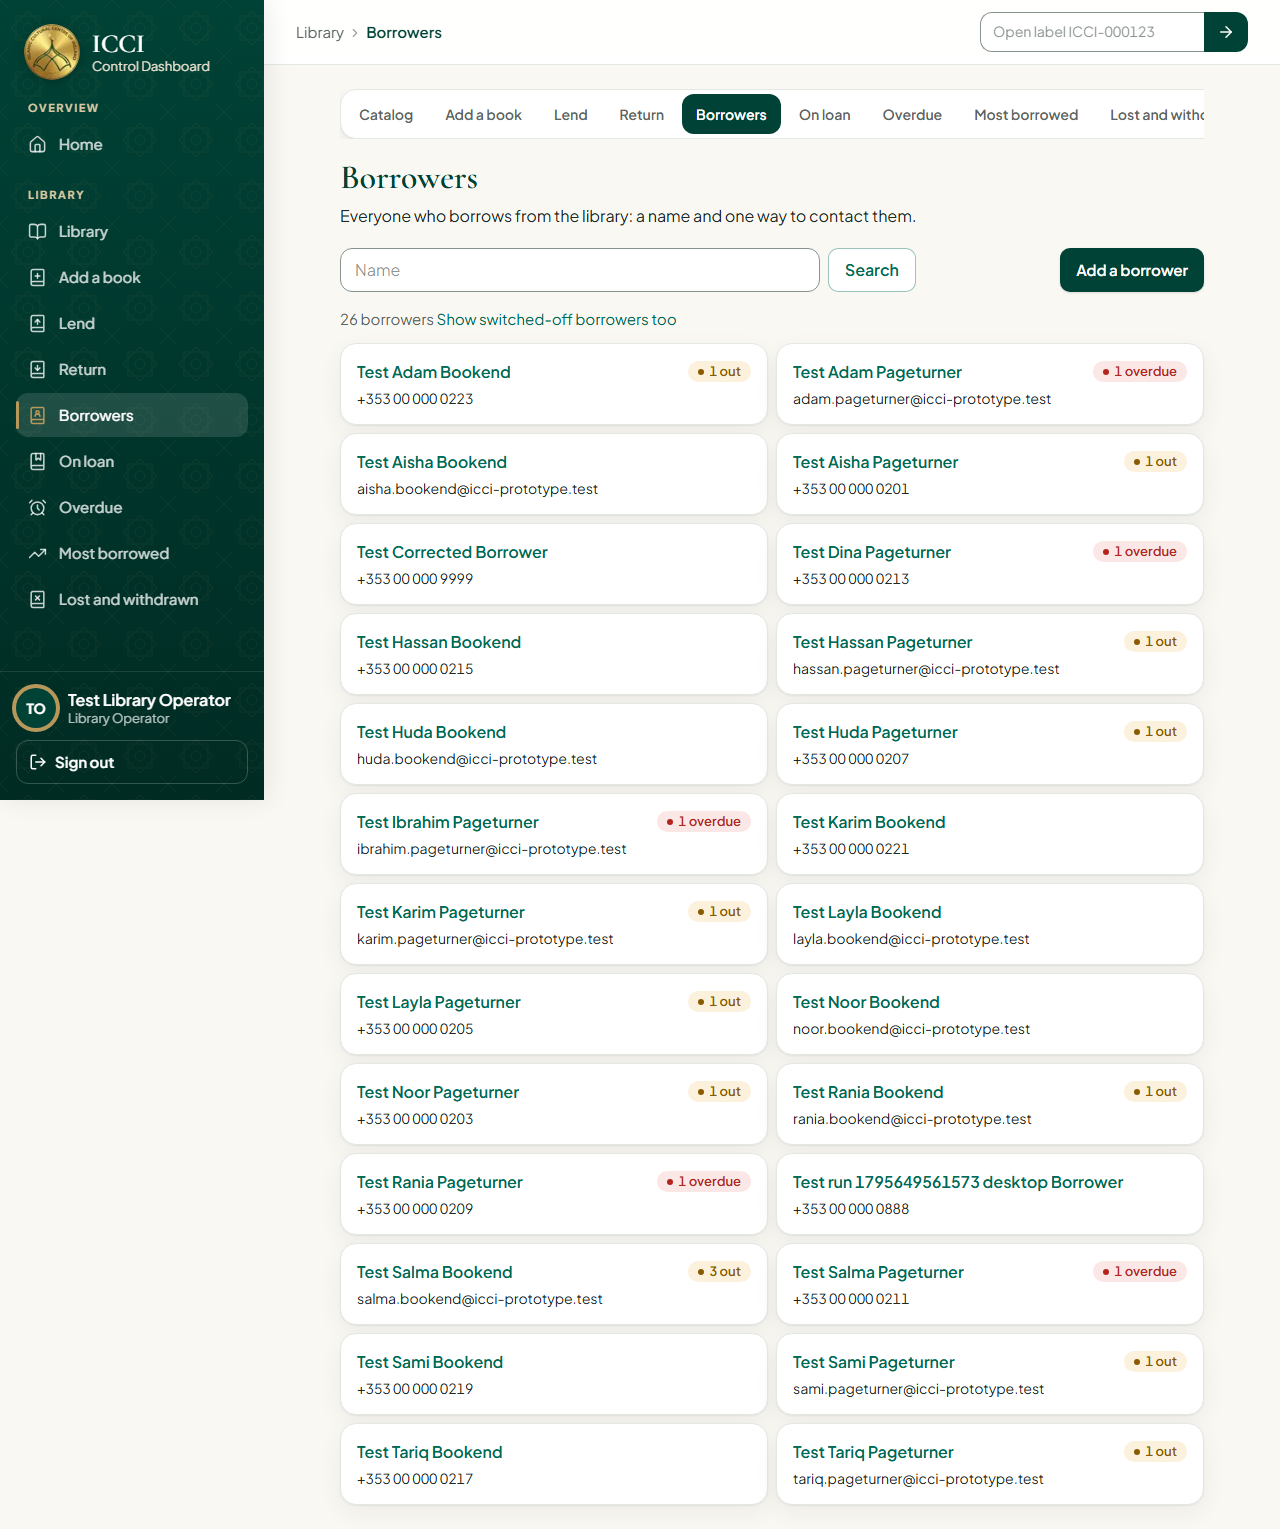 ICCI
Control Dashboard
OVERVIEW
Home
LIBRARY
Library
Add a book
Lend
Return
Borrowers
On loan
Overdue
Most borrowed
Lost and withdrawn
TO
Test Library Operator
Library Operator
Sign out
Library > Borrowers
Open label ICCI-000123
Catalog Add a book Lend Return Borrowers On loan Overdue Most borrowed Lost and withd
Borrowers
Everyone who borrows from the library: a name and one way to contact them.
Name
Search
Add a borrower
26 borrowers Show switched-off borrowers too
Test Adam Bookend 1 out
+353 00 000 0223
Test Adam Pageturner 1 overdue
adam.pageturner@icci-prototype.test
Test Aisha Bookend
aisha.bookend@icci-prototype.test
Test Aisha Pageturner 1 out
+353 00 000 0201
Test Corrected Borrower
+353 00 000 9999
Test Dina Pageturner 1 overdue
+353 00 000 0213
Test Hassan Bookend
+353 00 000 0215
Test Hassan Pageturner 1 out
hassan.pageturner@icci-prototype.test
Test Huda Bookend
huda.bookend@icci-prototype.test
Test Huda Pageturner 1 out
+353 00 000 0207
Test Ibrahim Pageturner 1 overdue
ibrahim.pageturner@icci-prototype.test
Test Karim Bookend
+353 00 000 0221
Test Karim Pageturner 1 out
karim.pageturner@icci-prototype.test
Test Layla Bookend
layla.bookend@icci-prototype.test
Test Layla Pageturner 1 out
+353 00 000 0205
Test Noor Bookend
noor.bookend@icci-prototype.test
Test Noor Pageturner 1 out
+353 00 000 0203
Test Rania Bookend 1 out
rania.bookend@icci-prototype.test
Test Rania Pageturner 1 overdue
+353 00 000 0209
Test run 1795649561573 desktop Borrower
+353 00 000 0888
Test Salma Bookend 3 out
salma.bookend@icci-prototype.test
Test Salma Pageturner 1 overdue
+353 00 000 0211
Test Sami Bookend
+353 00 000 0219
Test Sami Pageturner 1 out
sami.pageturner@icci-prototype.test
Test Tariq Bookend
+353 00 000 0217
Test Tariq Pageturner 1 out
tariq.pageturner@icci-prototype.test